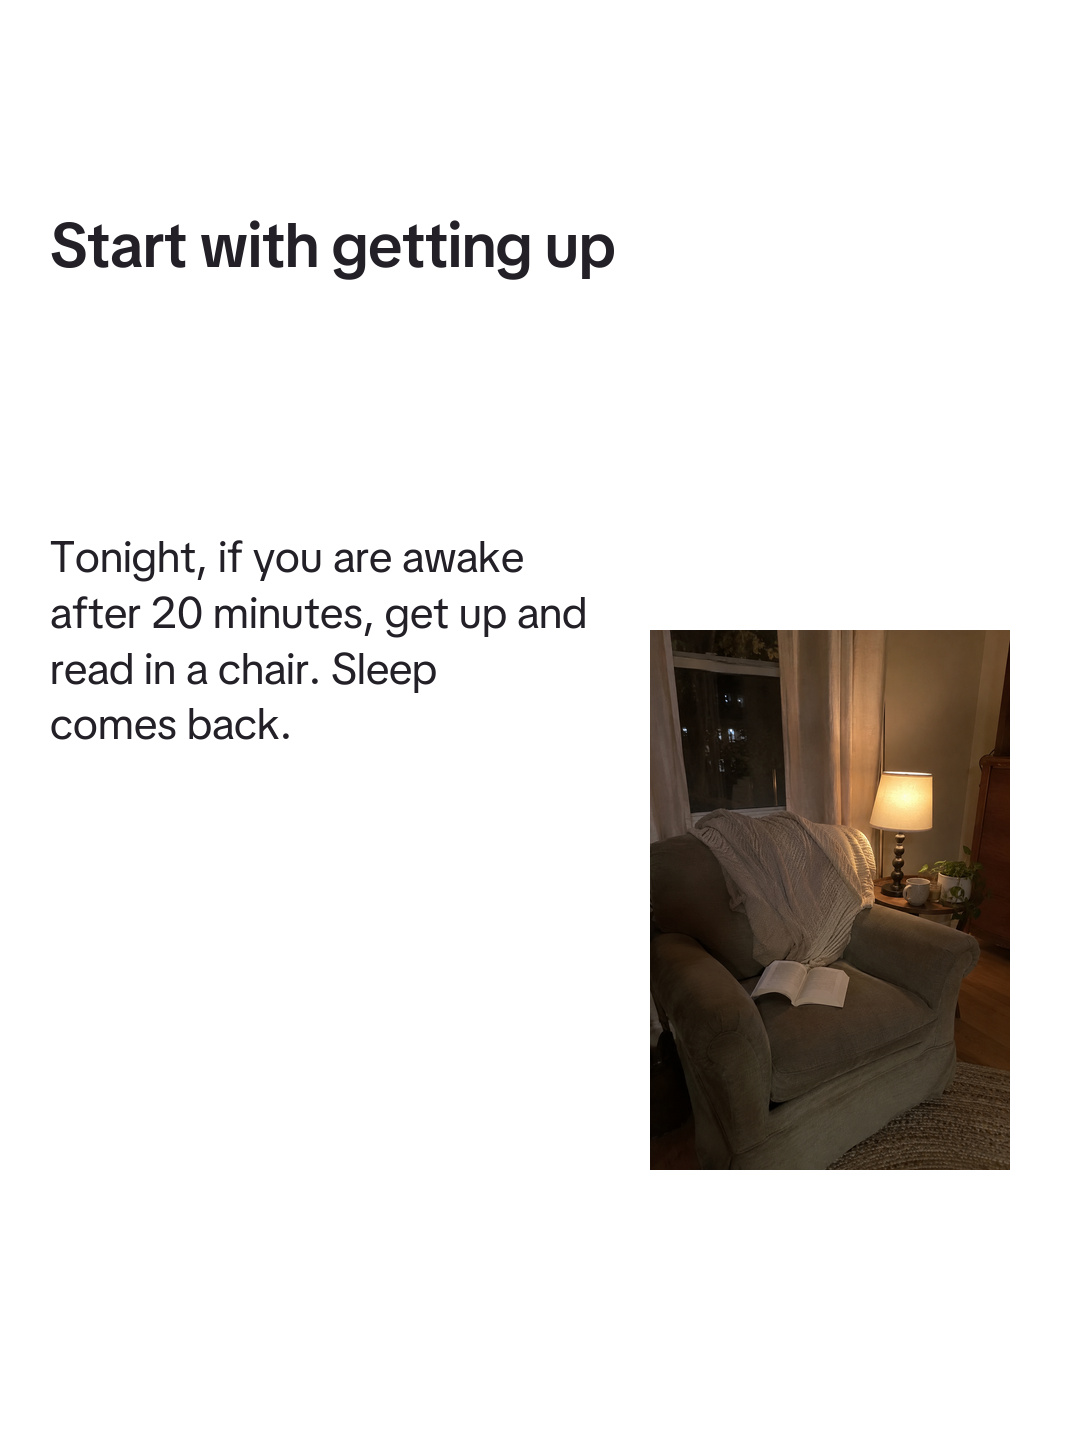 Start with getting up
Tonight, if you are awake
after 20 minutes, get up and
read in a chair. Sleep
comes back.